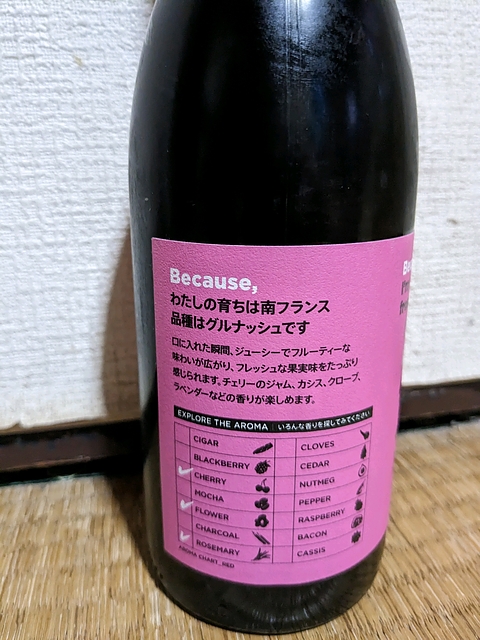 Because,
わたしの育ちは南フランス
品種はグルナッシュです
口に入れた瞬間、ジューシーでフルーティーな
味わいが広がり、フレッシュな果実味をたっぷり
感じられます。チェリーのジャム、カシス、クローブ、
ラベンダーなどの香りが楽しめます。
EXPLORE THE AROMA | いろんな香りを探してみてください
CIGAR
BLACKBERRY
CHERRY
MOCHA
FLOWER
CHARCOAL
ROSEMARY
CLOVES
CEDAR
NUTMEG
PEPPER
RASPBERRY
BACON
CASSIS
AROMA CHART_RED